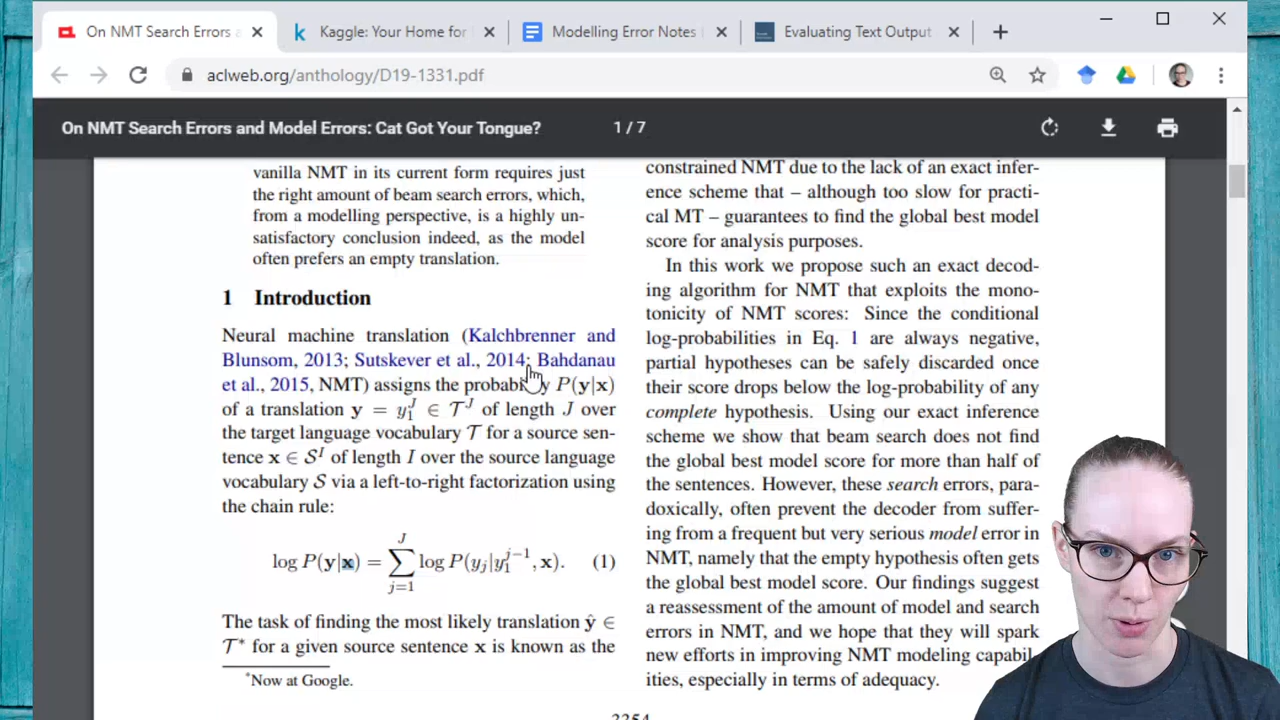 On NMT Search Errors a
Kaggle: Your Home for
Modelling Error Notes
Evaluating Text Output
aclweb.org/anthology/D19-1331.pdf
On NMT Search Errors and Model Errors: Cat Got Your Tongue?
1 / 7
vanilla NMT in its current form requires just
the right amount of beam search errors, which,
from a modelling perspective, is a highly un-
satisfactory conclusion indeed, as the model
often prefers an empty translation.
1 Introduction
Neural machine translation (Kalchbrenner and
Blunsom, 2013; Sutskever et al., 2014; Bahdanau
et al., 2015, NMT) assigns the probability P(y|x)
of a translation y = y₁ᴶ ∈ 𝒯ᴶ of length J over
the target language vocabulary 𝒯 for a source sen-
tence x ∈ 𝒮ᴵ of length I over the source language
vocabulary 𝒮 via a left-to-right factorization using
the chain rule:
log P(y|x) = ∑_{j=1}^{J} log P(y_j|y_1^{j−1}, x). (1)
The task of finding the most likely translation ŷ ∈
𝒯* for a given source sentence x is known as the
*Now at Google.
constrained NMT due to the lack of an exact infer-
ence scheme that – although too slow for practi-
cal MT – guarantees to find the global best model
score for analysis purposes.
In this work we propose such an exact decod-
ing algorithm for NMT that exploits the mono-
tonicity of NMT scores: Since the conditional
log-probabilities in Eq. 1 are always negative,
partial hypotheses can be safely discarded once
their score drops below the log-probability of any
complete hypothesis. Using our exact inference
scheme we show that beam search does not find
the global best model score for more than half of
the sentences. However, these search errors, para-
doxically, often prevent the decoder from suffer-
ing from a frequent but very serious model error in
NMT, namely that the empty hypothesis often gets
the global best model score. Our findings suggest
a reassessment of the amount of model and search
errors in NMT, and we hope that they will spark
new efforts in improving NMT modeling capabil-
ities, especially in terms of adequacy.